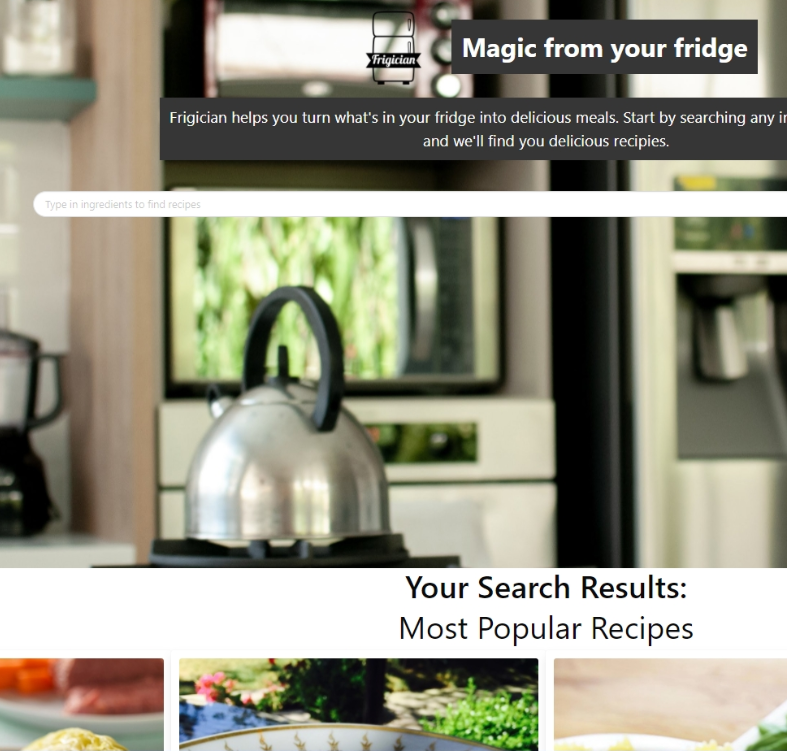 Frigician
Magic from your fridge
Frigician helps you turn what's in your fridge into delicious meals. Start by searching any
and we'll find you delicious recipies.
Type in ingredients to find recipes
Your Search Results:
Most Popular Recipes